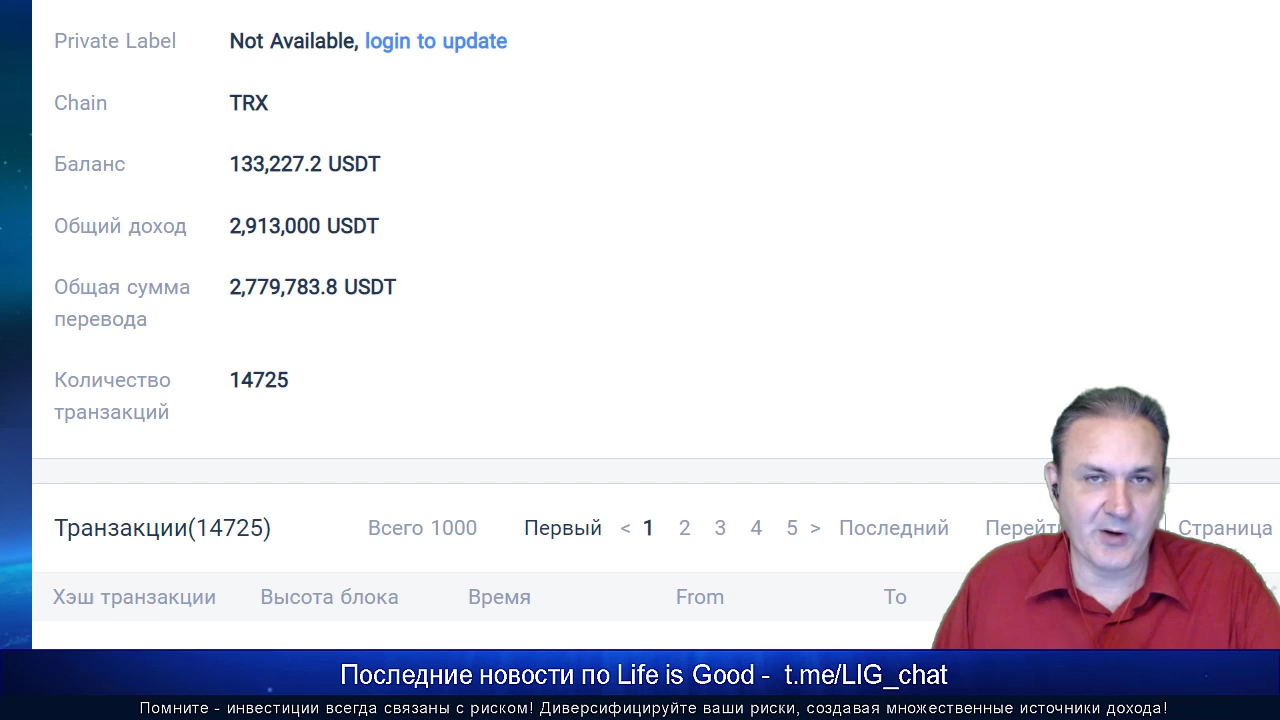 Private Label Not Available, login to update
Chain TRX
Баланс 133,227.2 USDT
Общий доход 2,913,000 USDT
Общая сумма 2,779,783.8 USDT
перевода
Количество 14725
транзакций
Транзакции(14725) Всего 1000 Первый < 1 2 3 4 5 > Последний Страница
Хэш транзакции Высота блока Время From To
Последние новости по Life is Good - t.me/LIG_chat
Помните - инвестиции всегда связаны с риском! Диверсифицируйте ваши риски, создавая множественные источники дохода!